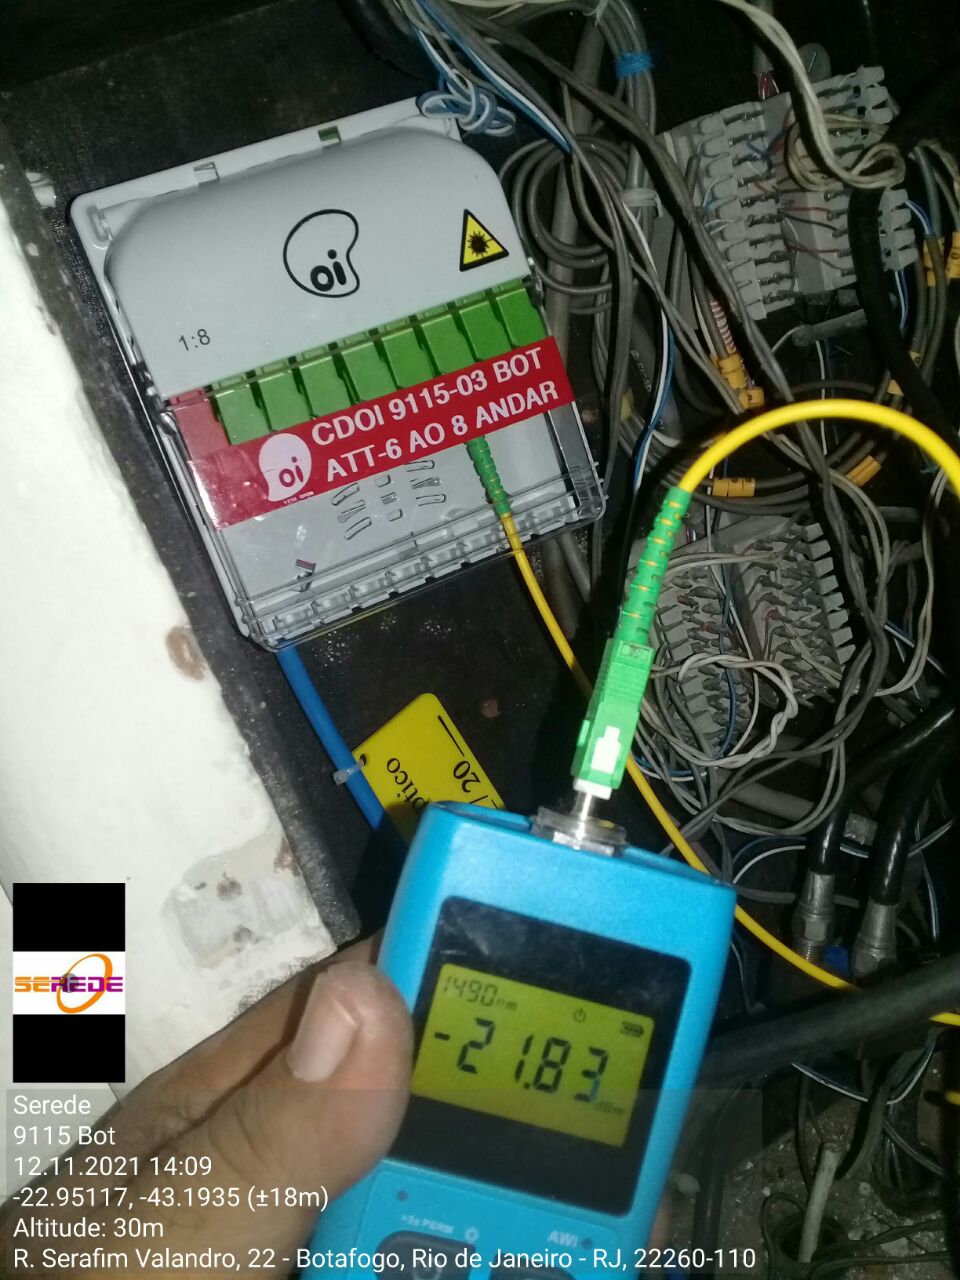 oi
1:8
CDOI 9115-03 BOT
ATT-6 AO 8 ANDAR
oi
ptico
/ 20
1490nm
-21.83
dBm
SEREDE
Serede
9115 Bot
12.11.2021 14:09
-22.95117, -43.1935 (±18m)
Altitude: 30m
R. Serafim Valandro, 22 - Botafogo, Rio de Janeiro - RJ, 22260-110